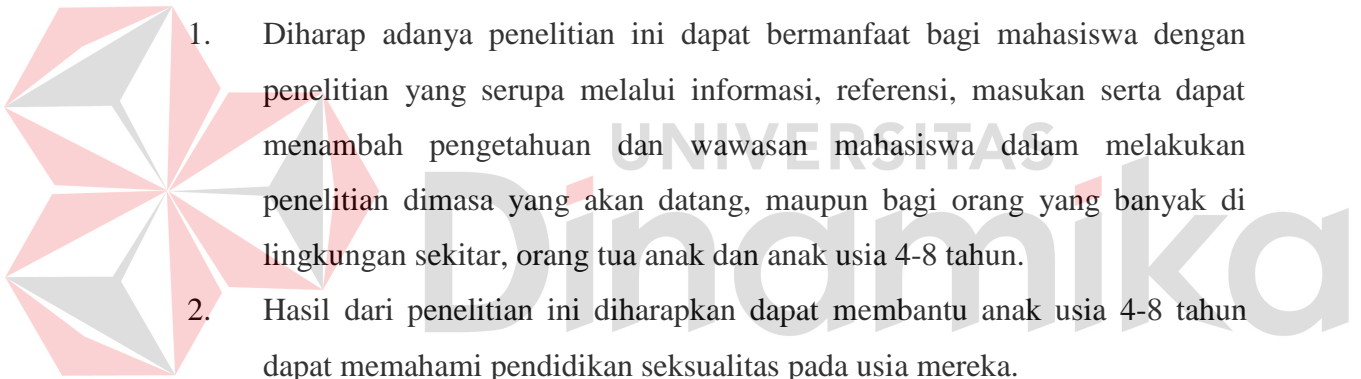 1. Diharap adanya penelitian ini dapat bermanfaat bagi mahasiswa dengan
penelitian yang serupa melalui informasi, referensi, masukan serta dapat
menambah pengetahuan dan wawasan mahasiswa dalam melakukan
penelitian dimasa yang akan datang, maupun bagi orang yang banyak di
lingkungan sekitar, orang tua anak dan anak usia 4-8 tahun.
2. Hasil dari penelitian ini diharapkan dapat membantu anak usia 4-8 tahun
dapat memahami pendidikan seksualitas pada usia mereka.
UNIVERSITAS
Dinamika